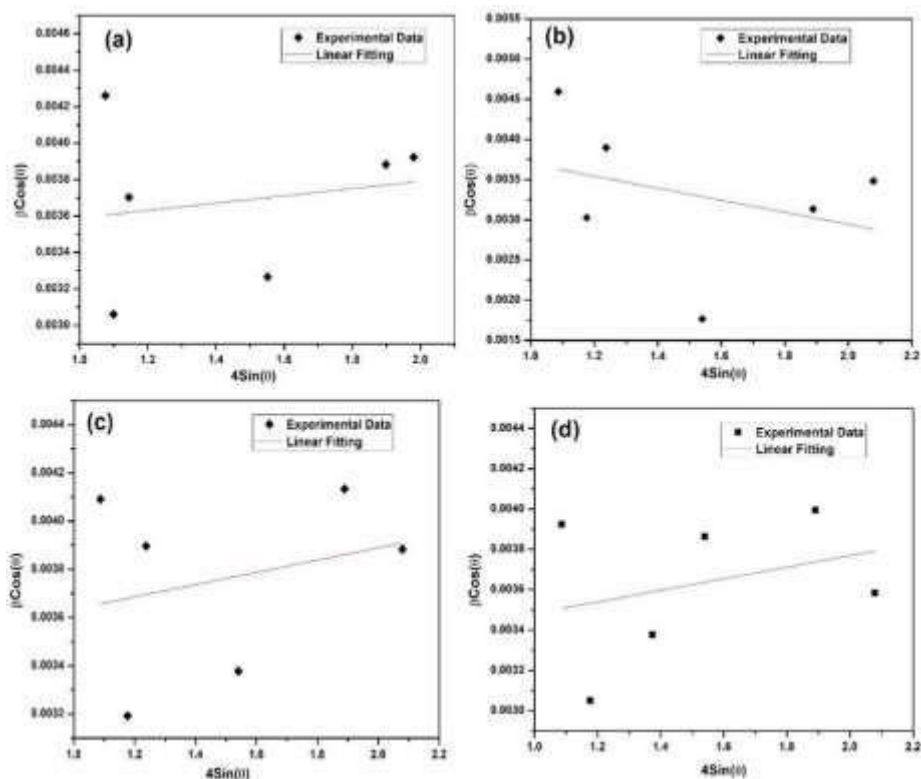 (a)
Experimental Data
Linear Fitting
0.0046
0.0044
0.0042
0.0040
0.0038
0.0036
0.0034
0.0032
0.0030
βCos(θ)
1.0 1.2 1.4 1.6 1.8 2.0
4Sin(θ)
(b)
Experimental Data
Linear Fitting
0.0055
0.0050
0.0045
0.0040
0.0035
0.0030
0.0025
0.0020
0.0015
βCos(θ)
1.0 1.2 1.4 1.6 1.8 2.0 2.2
4Sin(θ)
(c)
Experimental Data
Linear Fitting
0.0044
0.0042
0.0040
0.0038
0.0036
0.0034
0.0032
βCos(θ)
1.0 1.2 1.4 1.6 1.8 2.0 2.2
4Sin(θ)
(d)
Experimental Data
Linear Fitting
0.0044
0.0042
0.0040
0.0038
0.0036
0.0034
0.0032
0.0030
βCos(θ)
1.0 1.2 1.4 1.6 1.8 2.0 2.2
4Sin(θ)